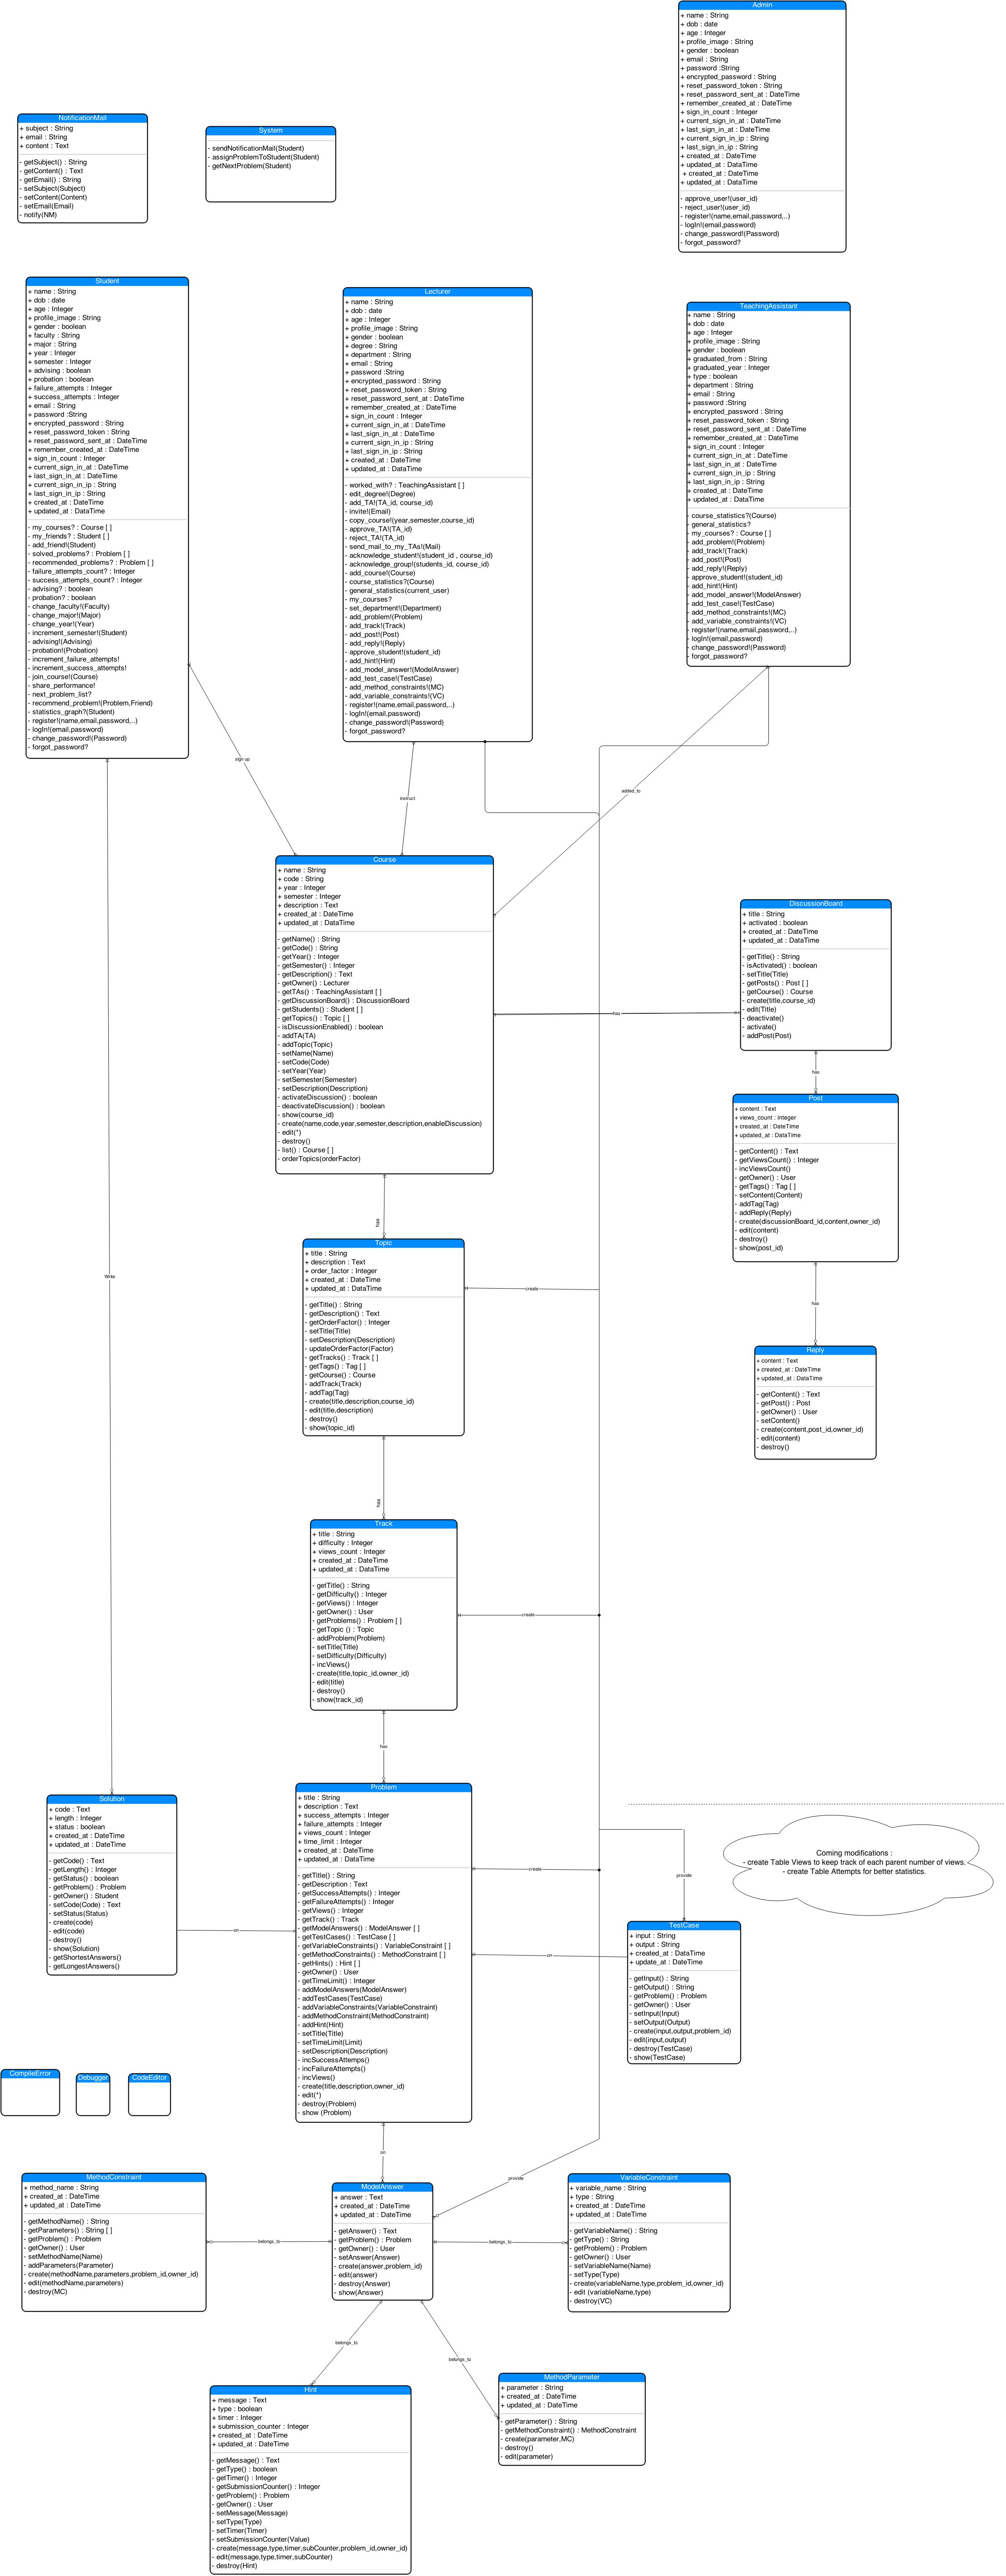 Admin
+ name : String
+ dob : date
+ age : Integer
+ profile_image : String
+ gender : boolean
+ email : String
+ password :String
+ encrypted_password : String
+ reset_password_token : String
+ reset_password_sent_at : DateTime
+ remember_created_at : DateTime
+ sign_in_count : Integer
+ current_sign_in_at : DateTime
+ last_sign_in_at : DateTime
+ current_sign_in_ip : String
+ last_sign_in_ip : String
+ created_at : DateTime
+ updated_at : DataTime
+ created_at : DateTime
+ updated_at : DataTime
- approve_user!(user_id)
- reject_user!(user_id)
- register!(name,email,password,..)
- logIn!(email,password)
- change_password!(Password)
- forgot_password?
NotificationMail
+ subject : String
+ email : String
+ content : Text
- getSubject() : String
- getContent() : Text
- getEmail() : String
- setSubject(Subject)
- setContent(Content)
- setEmail(Email)
- notify(NM)
System
- sendNotificationMail(Student)
- assignProblemToStudent(Student)
- getNextProblem(Student)
Student
+ name : String
+ dob : date
+ age : Integer
+ profile_image : String
+ gender : boolean
+ faculty : String
+ major : String
+ year : Integer
+ semester : Integer
+ advising : boolean
+ probation : boolean
+ failure_attempts : Integer
+ success_attempts : Integer
+ email : String
+ password :String
+ encrypted_password : String
+ reset_password_token : String
+ reset_password_sent_at : DateTime
+ remember_created_at : DateTime
+ sign_in_count : Integer
+ current_sign_in_at : DateTime
+ last_sign_in_at : DateTime
+ current_sign_in_ip : String
+ last_sign_in_ip : String
+ created_at : DateTime
+ updated_at : DataTime
- my_courses? : Course [ ]
- my_friends? : Student [ ]
- add_friend!(Student)
- solved_problems? : Problem [ ]
- recommended_problems? : Problem [ ]
- failure_attempts_count? : Integer
- success_attempts_count? : Integer
- advising? : boolean
- probation? : boolean
- change_faculty!(Faculty)
- change_major!(Major)
- change_year!(Year)
- increment_semester!(Student)
- advising!(Advising)
- probation!(Probation)
- increment_failure_attempts!
- increment_success_attempts!
- join_course!(Course)
- share_performance!
- next_problem_list?
- recommend_problem!(Problem,Friend)
- statistics_graph?(Student)
- register!(name,email,password,..)
- logIn!(email,password)
- change_password!(Password)
- forgot_password?
Lecturer
+ name : String
+ dob : date
+ age : Integer
+ profile_image : String
+ gender : boolean
+ degree : String
+ department : String
+ email : String
+ password :String
+ encrypted_password : String
+ reset_password_token : String
+ reset_password_sent_at : DateTime
+ remember_created_at : DateTime
+ sign_in_count : Integer
+ current_sign_in_at : DateTime
+ last_sign_in_at : DateTime
+ current_sign_in_ip : String
+ last_sign_in_ip : String
+ created_at : DateTime
+ updated_at : DataTime
- worked_with? : TeachingAssistant [ ]
- edit_degree!(Degree)
- add_TA!(TA_id, course_id)
- invite!(Email)
- copy_course!(year,semester,course_id)
- approve_TA!(TA_id)
- reject_TA!(TA_id)
- send_mail_to_my_TAs!(Mail)
- acknowledge_student!(student_id , course_id)
- acknowledge_group!(students_id, course_id)
- add_course!(Course)
- course_statistics?(Course)
- general_statistics(current_user)
- my_courses?
- set_department!(Department)
- add_problem!(Problem)
- add_track!(Track)
- add_post!(Post)
- add_reply!(Reply)
- approve_student!(student_id)
- add_hint!(Hint)
- add_model_answer!(ModelAnswer)
- add_test_case!(TestCase)
- add_method_constraints!(MC)
- add_variable_constraints!(VC)
- register!(name,email,password,..)
- logIn!(email,password)
- change_password!(Password)
- forgot_password?
TeachingAssistant
+ name : String
+ dob : date
+ age : Integer
+ profile_image : String
+ gender : boolean
+ graduated_from : String
+ graduated_year : Integer
+ type : boolean
+ department : String
+ email : String
+ password :String
+ encrypted_password : String
+ reset_password_token : String
+ reset_password_sent_at : DateTime
+ remember_created_at : DateTime
+ sign_in_count : Integer
+ current_sign_in_at : DateTime
+ last_sign_in_at : DateTime
+ current_sign_in_ip : String
+ last_sign_in_ip : String
+ created_at : DateTime
+ updated_at : DataTime
- course_statistics?(Course)
- general_statistics?
- my_courses? : Course [ ]
- add_problem!(Problem)
- add_track!(Track)
- add_post!(Post)
- add_reply!(Reply)
- approve_student!(student_id)
- add_hint!(Hint)
- add_model_answer!(ModelAnswer)
- add_test_case!(TestCase)
- add_method_constraints!(MC)
- add_variable_constraints!(VC)
- register!(name,email,password,..)
- logIn!(email,password)
- change_password!(Password)
- forgot_password?
sign up
instruct
added_to
Course
+ name : String
+ code : String
+ year : Integer
+ semester : Integer
+ description : Text
+ created_at : DateTime
+ updated_at : DataTime
- getName() : String
- getCode() : String
- getYear() : Integer
- getSemester() : Integer
- getDescription() : Text
- getOwner() : Lecturer
- getTAs() : TeachingAssistant [ ]
- getDiscussionBoard() : DiscussionBoard
- getStudents() : Student [ ]
- getTopics() : Topic [ ]
- isDiscussionEnabled() : boolean
- addTA(TA)
- addTopic(Topic)
- setName(Name)
- setCode(Code)
- setYear(Year)
- setSemester(Semester)
- setDescription(Description)
- activateDiscussion() : boolean
- deactivateDiscussion() : boolean
- show(course_id)
- create(name,code,year,semester,description,enableDiscussion)
- edit(*)
- destroy()
- list() : Course [ ]
- orderTopics(orderFactor)
has
DiscussionBoard
+ title : String
+ activated : boolean
+ created_at : DateTime
+ updated_at : DataTime
- getTitle() : String
- isActivated() : boolean
- setTitle(Title)
- getPosts() : Post [ ]
- getCourse() : Course
- create(title,course_id)
- edit(Title)
- deactivate()
- activate()
- addPost(Post)
has
Post
+ content : Text
+ views_count : Integer
+ created_at : DateTime
+ updated_at : DataTime
- getContent() : Text
- getViewsCount() : Integer
- incViewsCount()
- getOwner() : User
- getTags() : Tag [ ]
- setContent(Content)
- addTag(Tag)
- addReply(Reply)
- create(discussionBoard_id,content,owner_id)
- edit(content)
- destroy()
- show(post_id)
has
Reply
+ content : Text
+ created_at : DateTime
+ updated_at : DataTime
- getContent() : Text
- getPost() : Post
- getOwner() : User
- setContent()
- create(content,post_id,owner_id)
- edit(content)
- destroy()
has
Write
Topic
+ title : String
+ description : Text
+ order_factor : Integer
+ created_at : DateTime
+ updated_at : DataTime
- getTitle() : String
- getDescription() : Text
- getOrderFactor() : Integer
- setTitle(Title)
- setDescription(Description)
- updateOrderFactor(Factor)
- getTracks() : Track [ ]
- getTags() : Tag [ ]
- getCourse() : Course
- addTrack(Track)
- addTag(Tag)
- create(title,description,course_id)
- edit(title,description)
- destroy()
- show(topic_id)
create
has
Track
+ title : String
+ difficulty : Integer
+ views_count : Integer
+ created_at : DateTime
+ updated_at : DataTime
- getTitle() : String
- getDifficulty() : Integer
- getViews() : Integer
- getOwner() : User
- getProblems() : Problem [ ]
- getTopic () : Topic
- addProblem(Problem)
- setTitle(Title)
- setDifficulty(Difficulty)
- incViews()
- create(title,topic_id,owner_id)
- edit(title)
- destroy()
- show(track_id)
create
has
Solution
+ code : Text
+ length : Integer
+ status : boolean
+ created_at : DateTime
+ updated_at : DataTime
- getCode() : Text
- getLength() : Integer
- getStatus() : boolean
- getProblem() : Problem
- getOwner() : Student
- setCode(Code) : Text
- setStatus(Status)
- create(code)
- edit(code)
- destroy()
- show(Solution)
- getShortestAnswers()
- getLongestAnswers()
on
Problem
+ title : String
+ description : Text
+ success_attempts : Integer
+ failure_attempts : Integer
+ views_count : Integer
+ time_limit : Integer
+ created_at : DateTime
+ updated_at : DataTime
- getTitle() : String
- getDescription : Text
- getSuccessAttempts() : Integer
- getFailureAttempts() : Integer
- getViews() : Integer
- getTrack() : Track
- getModelAnswers() : ModelAnswer [ ]
- getTestCases() : TestCase [ ]
- getVariableConstraints() : VariableConstraint [ ]
- getMethodConstraints() : MethodConstraint [ ]
- getHints() : Hint [ ]
- getOwner() : User
- getTimeLimit() : Integer
- addModelAnswers(ModelAnswer)
- addTestCases(TestCase)
- addVariableConstraints(VariableConstraint)
- addMethodConstraint(MethodConstraint)
- addHint(Hint)
- setTitle(Title)
- setTimeLimit(Limit)
- setDescription(Description)
- incSuccessAttemps()
- incFailureAttempts()
- incViews()
- create(title,description,owner_id)
- edit(*)
- destroy(Problem)
- show (Problem)
create
on
provide
Coming modifications :
- create Table Views to keep track of each parent number of views.
- create Table Attempts for better statistics.
TestCase
+ input : String
+ output : String
+ created_at : DataTime
+ update_at : DateTime
- getInput() : String
- getOutput() : String
- getProblem() : Problem
- getOwner() : User
- setInput(Input)
- setOutput(Output)
- create(input,output,problem_id)
- edit(input,output)
- destroy(TestCase)
- show(TestCase)
CompileError
Debugger
CodeEditor
on
provide
MethodConstraint
+ method_name : String
+ created_at : DateTime
+ updated_at : DateTime
- getMethodName() : String
- getParameters() : String [ ]
- getProblem() : Problem
- getOwner() : User
- setMethodName(Name)
- addParameters(Parameter)
- create(methodName,parameters,problem_id,owner_id)
- edit(methodName,parameters)
- destroy(MC)
belongs_to
ModelAnswer
+ answer : Text
+ created_at : DateTime
+ updated_at : DateTime
- getAnswer() : Text
- getProblem() : Problem
- getOwner() : User
- setAnswer(Answer)
- create(answer,problem_id)
- edit(answer)
- destroy(Answer)
- show(Answer)
belongs_to
VariableConstraint
+ variable_name : String
+ type : String
+ created_at : DateTime
+ updated_at : DateTime
- getVariableName() : String
- getType() : String
- getProblem() : Problem
- getOwner() : User
- setVariableName(Name)
- setType(Type)
- create(variableName,type,problem_id,owner_id)
- edit (variableName,type)
- destroy(VC)
belongs_to
belongs_to
Hint
+ message : Text
+ type : boolean
+ timer : Integer
+ submission_counter : Integer
+ created_at : DateTime
+ updated_at : DateTime
- getMessage() : Text
- getType() : boolean
- getTimer() : Integer
- getSubmissionCounter() : Integer
- getProblem() : Problem
- getOwner() : User
- setMessage(Message)
- setType(Type)
- setTimer(Timer)
- setSubmissionCounter(Value)
- create(message,type,timer,subCounter,problem_id,owner_id)
- edit(message,type,timer,subCounter)
- destroy(Hint)
MethodParameter
+ parameter : String
+ created_at : DateTime
+ updated_at : DateTime
- getParameter() : String
- getMethodConstraint() : MethodConstraint
- create(parameter,MC)
- destroy()
- edit(parameter)